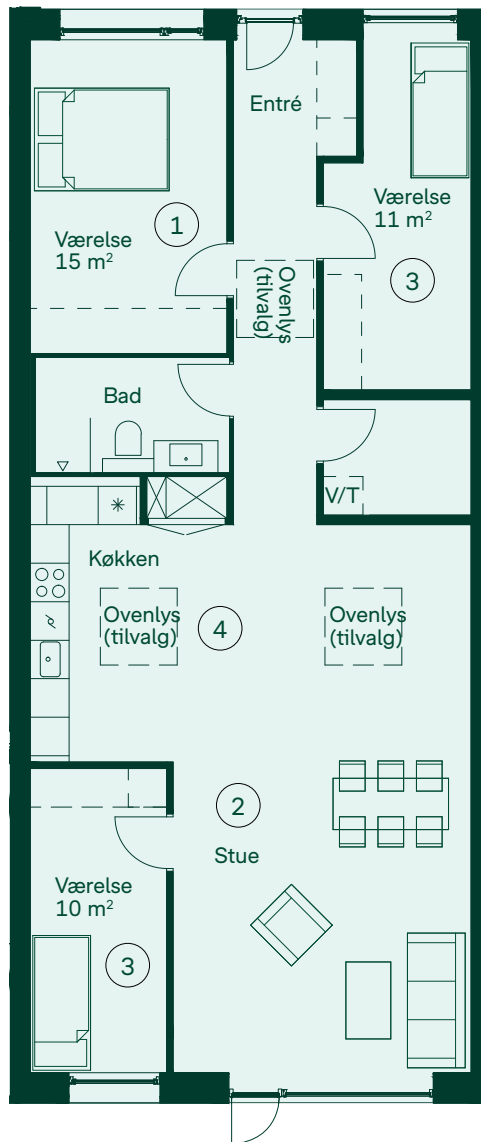 Entré
Værelse
11 m²
1
Værelse
15 m²
3
Ovenlys
(tilvalg)
Bad
V/T
Køkken
Ovenlys
(tilvalg)
4
Ovenlys
(tilvalg)
2
Stue
Værelse
10 m²
3